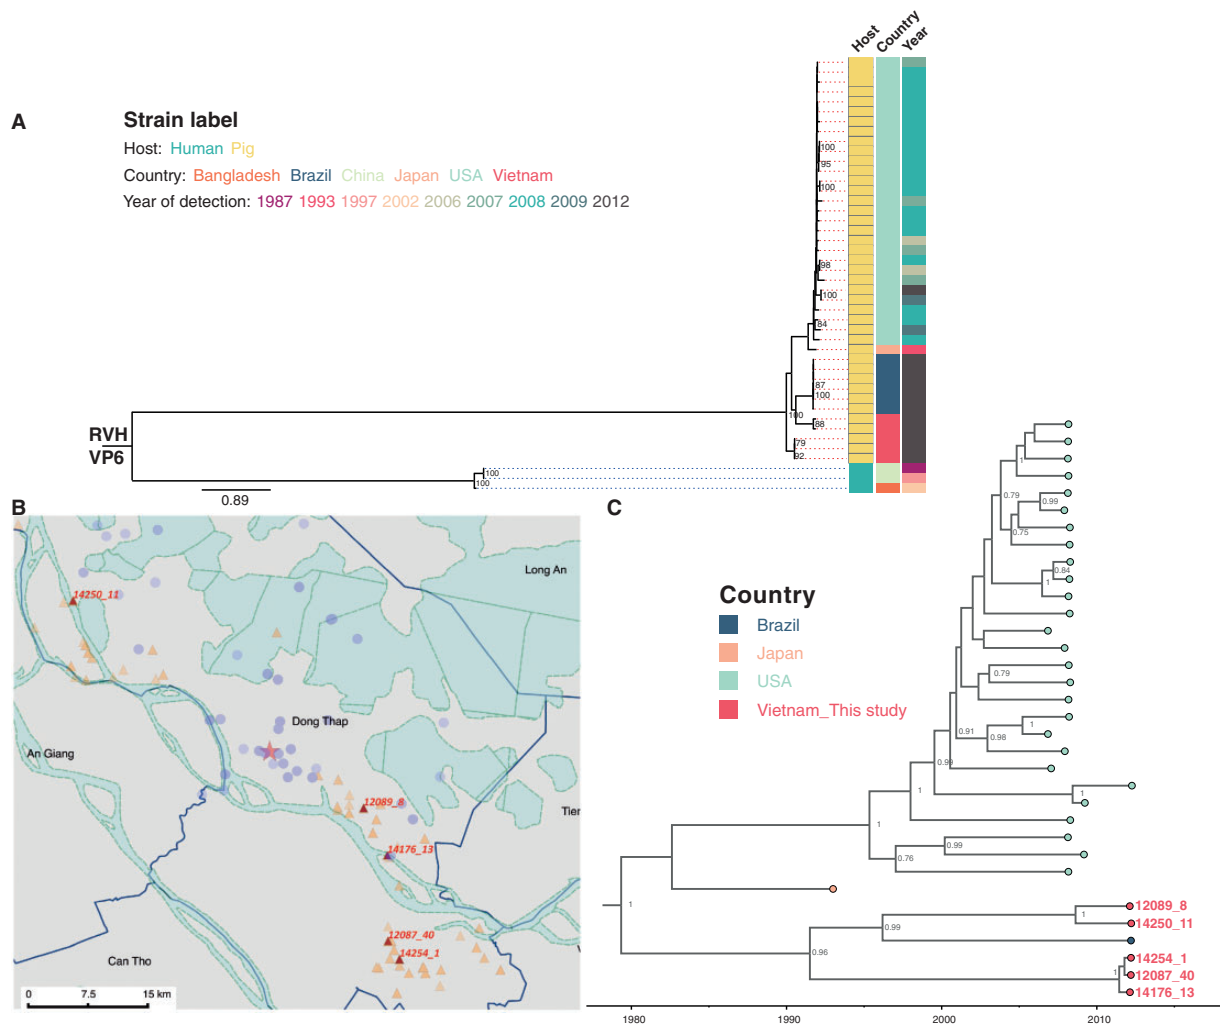 A
Strain label
Host: Human Pig
Country: Bangladesh Brazil China Japan USA Vietnam
Year of detection: 1987 1993 1997 2002 2006 2007 2008 2009 2012
Host Country Year
100
95
100
98
100
84
87
100
100
88
79
92
RVH
VP6
100
100
0.89
B
Long An
14250_11
Dong Thap
An Giang
12089_8
Tier
14176_13
12087_40
14254_1
Can Tho
0 7.5 15 km
C
Country
Brazil
Japan
USA
Vietnam_This study
1
0.79
0.99
0.75
0.84
1
0.79
0.91
1
0.98
0.99
1
1
1
0.99
0.76
1
12089_8
1
14250_11
0.99
0.96
14254_1
1
12087_40
14176_13
1980 1990 2000 2010